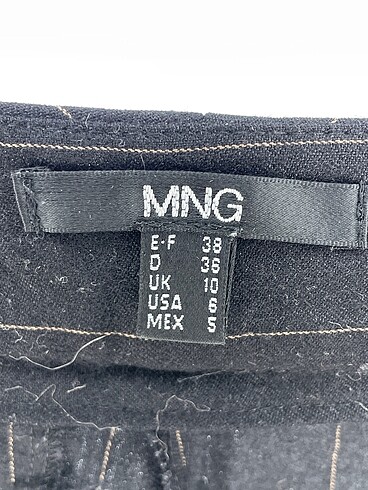 MNG
E-F 38
D 36
UK 10
USA 6
MEX 5